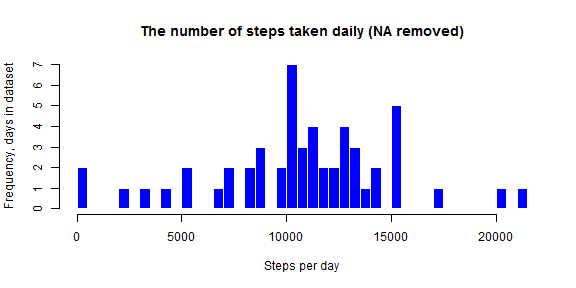 The number of steps taken daily (NA removed)
Frequency, days in dataset
7
6
5
4
3
2
1
0
0 5000 10000 15000 20000
Steps per day